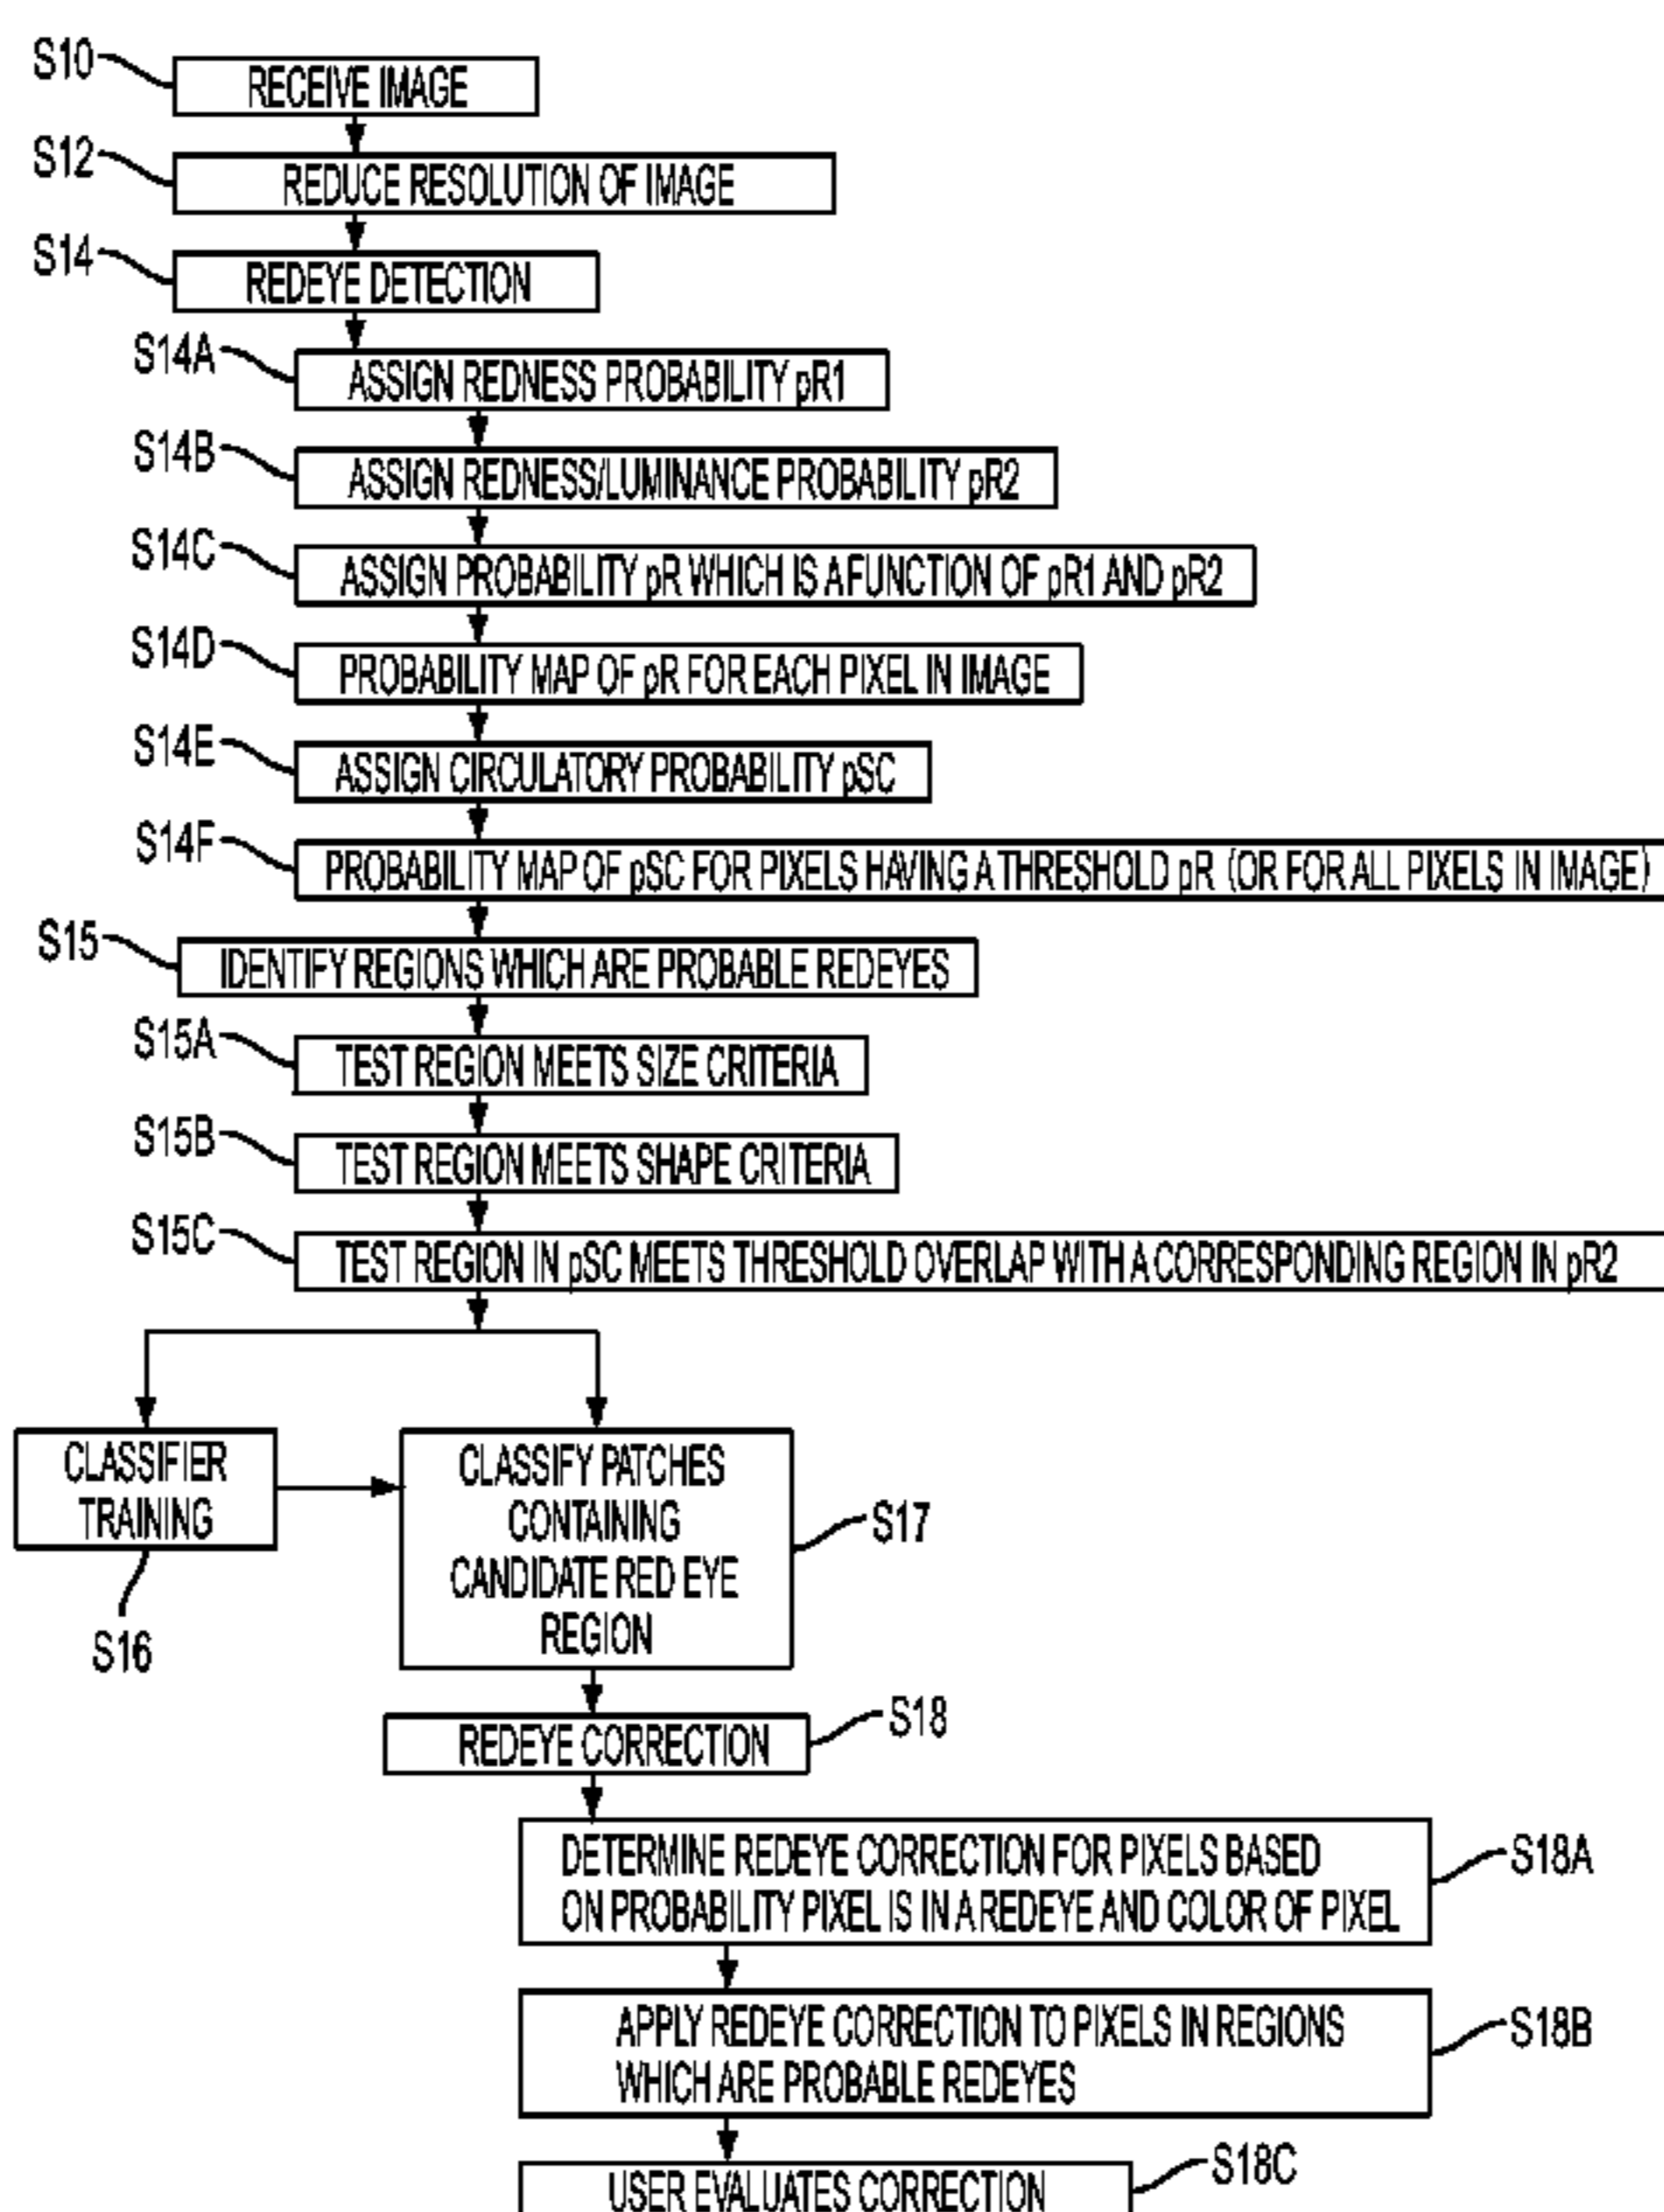 S10
RECEIVE IMAGE
S12
REDUCE RESOLUTION OF IMAGE
S14
REDEYE DETECTION
S14A
ASSIGN REDNESS PROBABILITY pR1
S14B
ASSIGN REDNESS/LUMINANCE PROBABILITY pR2
S14C
ASSIGN PROBABILITY pR WHICH IS A FUNCTION OF pR1 AND pR2
S14D
PROBABILITY MAP OF pR FOR EACH PIXEL IN IMAGE
S14E
ASSIGN CIRCULATORY PROBABILITY pSC
S14F
PROBABILITY MAP OF pSC FOR PIXELS HAVING A THRESHOLD pR (OR FOR ALL PIXELS IN IMAGE)
S15
IDENTIFY REGIONS WHICH ARE PROBABLE REDEYES
S15A
TEST REGION MEETS SIZE CRITERIA
S15B
TEST REGION MEETS SHAPE CRITERIA
S15C
TEST REGION IN pSC MEETS THRESHOLD OVERLAP WITH A CORRESPONDING REGION IN pR2
CLASSIFIER
TRAINING
S16
CLASSIFY PATCHES
CONTAINING
CANDIDATE RED EYE
REGION
S17
REDEYE CORRECTION
S18
DETERMINE REDEYE CORRECTION FOR PIXELS BASED
ON PROBABILITY PIXEL IS IN A REDEYE AND COLOR OF PIXEL
S18A
APPLY REDEYE CORRECTION TO PIXELS IN REGIONS
WHICH ARE PROBABLE REDEYES
S18B
USER EVALUATES CORRECTION
S18C